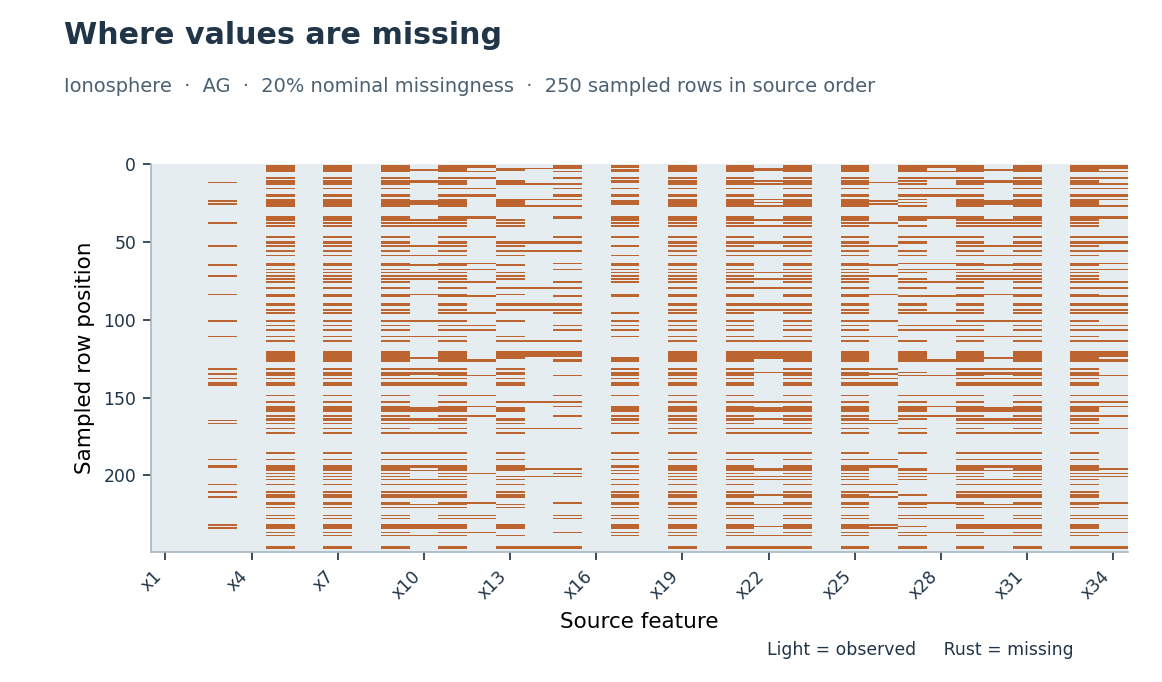 Where values are missing
Ionosphere · AG · 20% nominal missingness · 250 sampled rows in source order
0
50
100
150
200
Sampled row position
x1 x4 x7 x10 x13 x16 x19 x22 x25 x28 x31 x34
Source feature
Light = observed Rust = missing